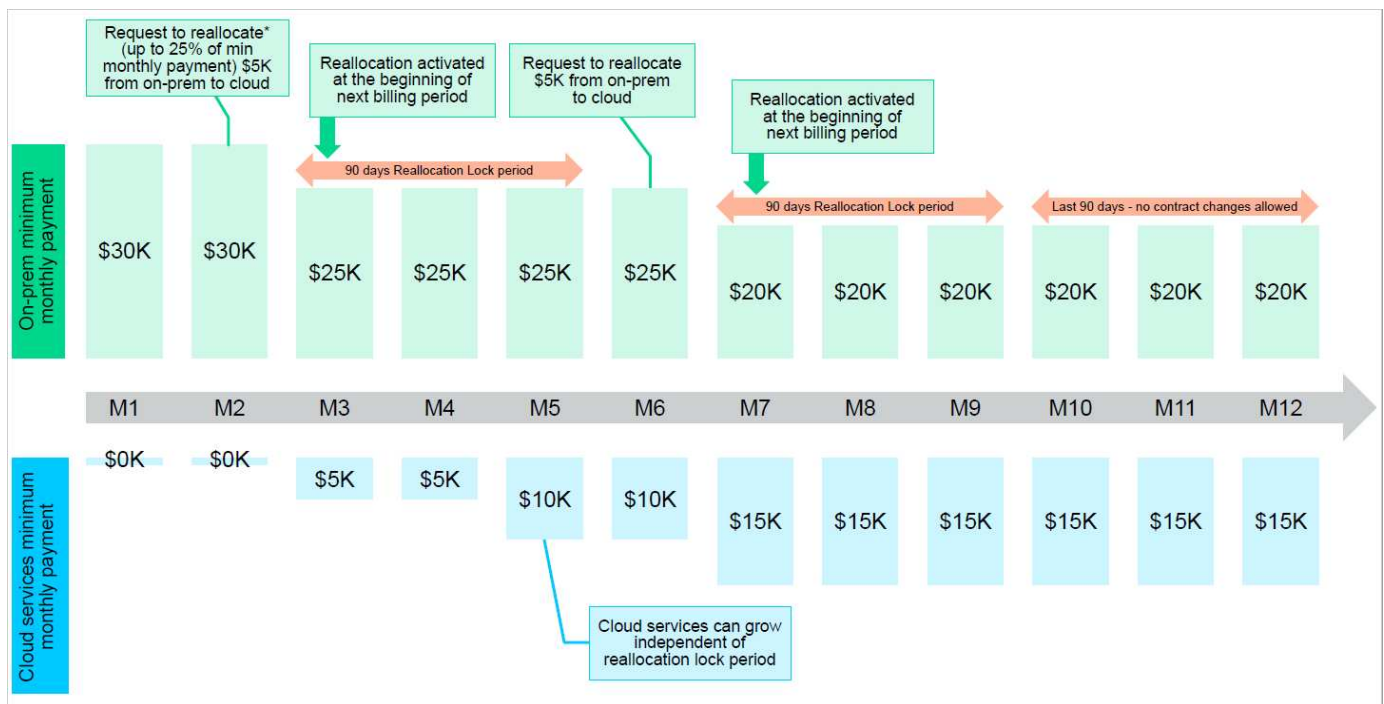 Request to reallocate*
(up to 25% of min
monthly payment) $5K
from on-prem to cloud
Reallocation activated
at the beginning of
next billing period
Request to reallocate
$5K from on-prem
to cloud
Reallocation activated
at the beginning of
next billing period
90 days Reallocation Lock period
90 days Reallocation Lock period
Last 90 days - no contract changes allowed
On-prem minimum
monthly payment
$30K
$30K
$25K
$25K
$25K
$25K
$20K
$20K
$20K
$20K
$20K
$20K
M1
M2
M3
M4
M5
M6
M7
M8
M9
M10
M11
M12
Cloud services minimum
monthly payment
$0K
$0K
$5K
$5K
$10K
$10K
$15K
$15K
$15K
$15K
$15K
$15K
Cloud services can grow
independent of
reallocation lock period